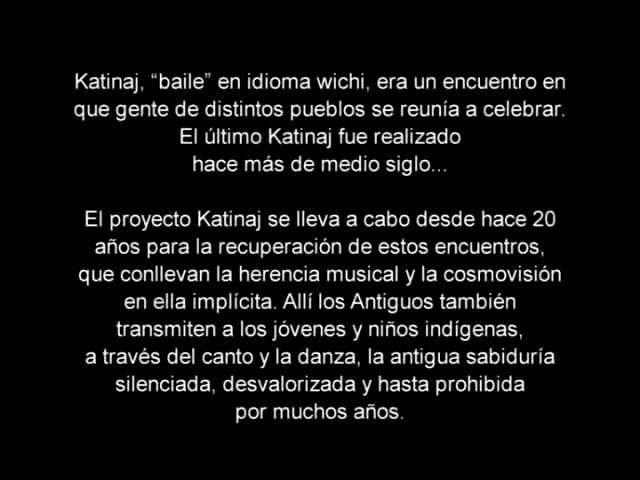 Katinaj, “baile” en idioma wichi, era un encuentro en
que gente de distintos pueblos se reunía a celebrar.
El último Katinaj fue realizado
hace más de medio siglo...
El proyecto Katinaj se lleva a cabo desde hace 20
años para la recuperación de estos encuentros,
que conllevan la herencia musical y la cosmovisión
en ella implícita. Allí los Antiguos también
transmiten a los jóvenes y niños indígenas,
a través del canto y la danza, la antigua sabiduría
silenciada, desvalorizada y hasta prohibida
por muchos años.